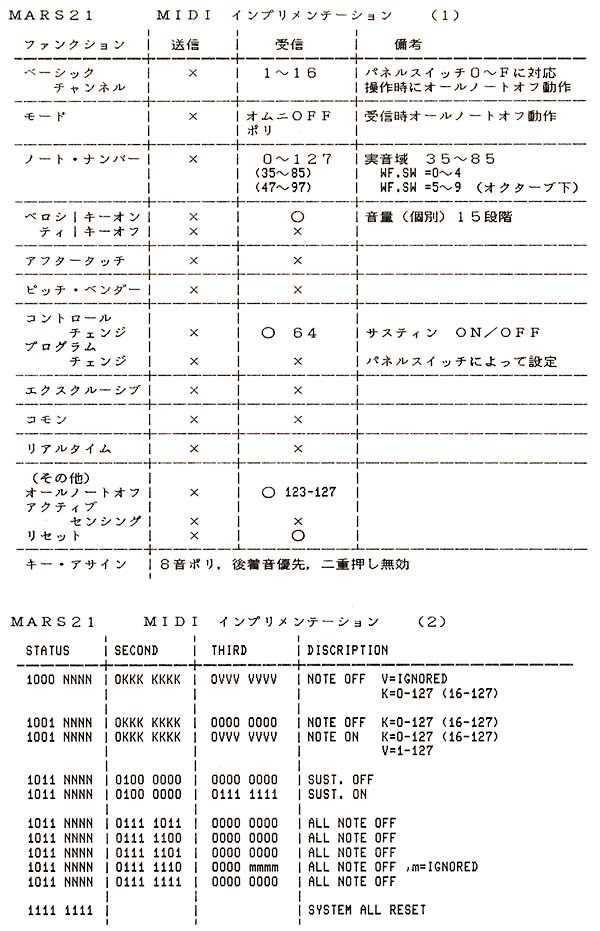 ＭＡＲＳ２１　　ＭＩＤＩ　インプリメンテーション　（１）
ファンクション | 送信 | 受信 | 備考
ベーシック | × | １～１６ | パネルスイッチ０～Ｆに対応
チャンネル | | | 操作時にオールノートオフ動作
モード | × | オムニＯＦＦ | 受信時オールノートオフ動作
ポリ
ノート・ナンバー | × | ０～１２７ | 実音域　３５～８５
(35～85) | WF.SW =0～4
(47～97) | WF.SW =5～9 （オクターブ下）
ベロシ | キーオン | × | ○ | 音量（個別）１５段階
ティ | キーオフ | × | ×
アフタータッチ | × | ×
ピッチ・ベンダー | × | ×
コントロール
チェンジ | × | ○ ６４ | サスティン　ＯＮ／ＯＦＦ
プログラム
チェンジ | × | × | パネルスイッチによって設定
エクスクルーシブ | × | ×
コモン | × | ×
リアルタイム | × | ×
（その他）
オールノートオフ | × | ○ 123-127
アクティブ
センシング | × | ×
リセット | × | ○
キー・アサイン | ８音ポリ，後着音優先，二重押し無効
ＭＡＲＳ２１　　ＭＩＤＩ　インプリメンテーション　（２）
STATUS | SECOND | THIRD | DISCRIPTION
1000 NNNN | 0KKK KKKK | 0VVV VVVV | NOTE OFF V=IGNORED
K=0-127 (16-127)
1001 NNNN | 0KKK KKKK | 0000 0000 | NOTE OFF K=0-127 (16-127)
1001 NNNN | 0KKK KKKK | 0VVV VVVV | NOTE ON K=0-127 (16-127)
V=1-127
1011 NNNN | 0100 0000 | 0000 0000 | SUST. OFF
1011 NNNN | 0100 0000 | 0111 1111 | SUST. ON
1011 NNNN | 0111 1011 | 0000 0000 | ALL NOTE OFF
1011 NNNN | 0111 1100 | 0000 0000 | ALL NOTE OFF
1011 NNNN | 0111 1101 | 0000 0000 | ALL NOTE OFF
1011 NNNN | 0111 1110 | 0000 mmmm | ALL NOTE OFF ,m=IGNORED
1011 NNNN | 0111 1111 | 0000 0000 | ALL NOTE OFF
1111 1111 | | | SYSTEM ALL RESET